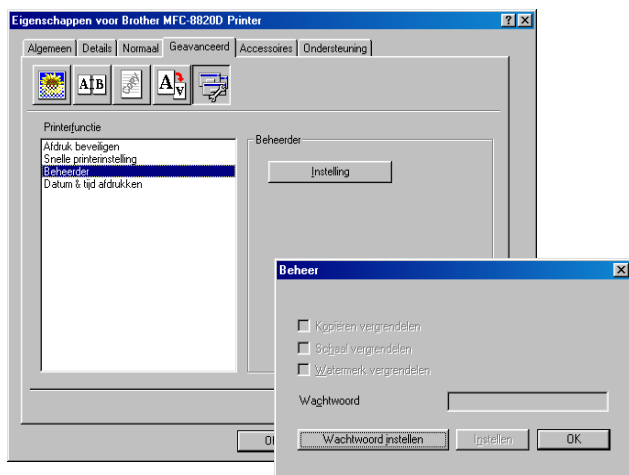 Eigenschappen voor Brother MFC-8820D Printer
Algemeen Details Normaal Geavanceerd Accessoires Ondersteuning
Printerfunctie
Afdruk beveiligen
Snelle printerinstelling
Beheerder
Datum & tijd afdrukken
Beheerder
Instelling
Beheer
Kopiëren vergrendelen
Schaal vergrendelen
Watermerk vergrendelen
Wachtwoord
Wachtwoord instellen Instellen OK